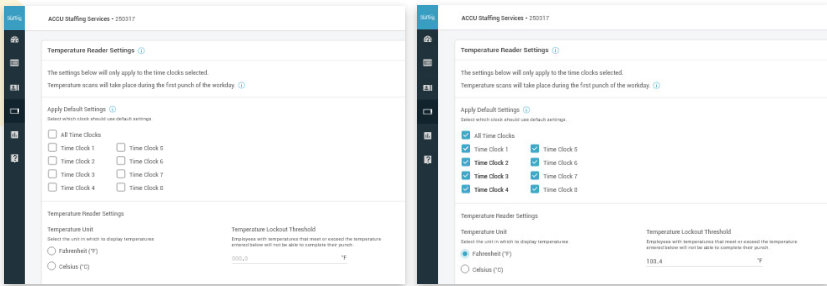 Staffing
ACCU Staffing Services • 250317
Temperature Reader Settings
The settings below will only apply to the time clocks selected.
Temperature scans will take place during the first punch of the workday.
Apply Default Settings
Select which clock should use default settings
All Time Clocks
Time Clock 1 Time Clock 5
Time Clock 2 Time Clock 6
Time Clock 3 Time Clock 7
Time Clock 4 Time Clock 8
Temperature Reader Settings
Temperature Unit Temperature Lockout Threshold
Select the unit in which to display temperatures Employees with temperatures that meet or exceed the temperature
entered below will not be able to complete their punch.
Fahrenheit (°F)
000.0 °F
Celsius (°C)
Staffing
ACCU Staffing Services • 250317
Temperature Reader Settings
The settings below will only apply to the time clocks selected.
Temperature scans will take place during the first punch of the workday.
Apply Default Settings
Select which clock should use default settings
All Time Clocks
Time Clock 1 Time Clock 5
Time Clock 2 Time Clock 6
Time Clock 3 Time Clock 7
Time Clock 4 Time Clock 8
Temperature Reader Settings
Temperature Unit Temperature Lockout Threshold
Select the unit in which to display temperatures Employees with temperatures that meet or exceed the temperature
entered below will not be able to complete their punch.
Fahrenheit (°F)
100.4 °F
Celsius (°C)